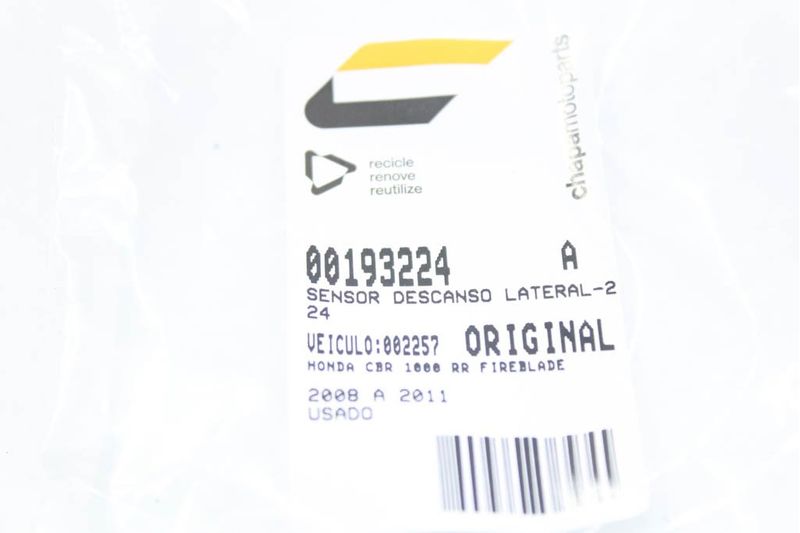 chapamotoparts
recicle
renove
reutilize
00193224 A
SENSOR DESCANSO LATERAL-2
24
VEICULO:002257 ORIGINAL
HONDA CBR 1000 RR FIREBLADE
2008 A 2011
USADO